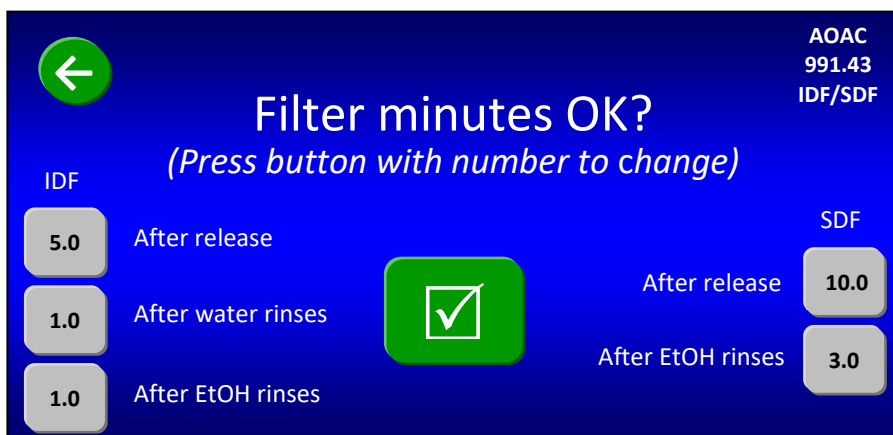 AOAC
991.43
IDF/SDF
Filter minutes OK?
(Press button with number to change)
IDF
5.0 After release
1.0 After water rinses
1.0 After EtOH rinses
SDF
After release 10.0
After EtOH rinses 3.0